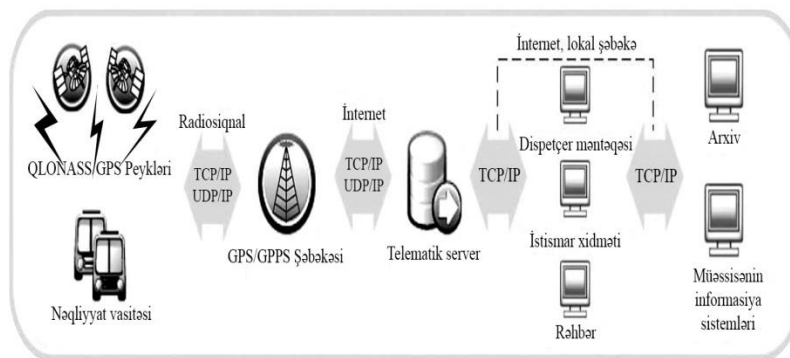 QLONASS/GPS Peykləri
Nəqliyyat vasitəsi
Radiosiqnal
TCP/IP
UDP/IP
GPS/GPPS Şəbəkəsi
İnternet
TCP/IP
UDP/IP
Telematik server
TCP/IP
İnternet, lokal şəbəkə
Dispetçer məntəqəsi
İstismar xidməti
Rəhbər
TCP/IP
Arxiv
Müəssisənin
informasiya
sistemləri